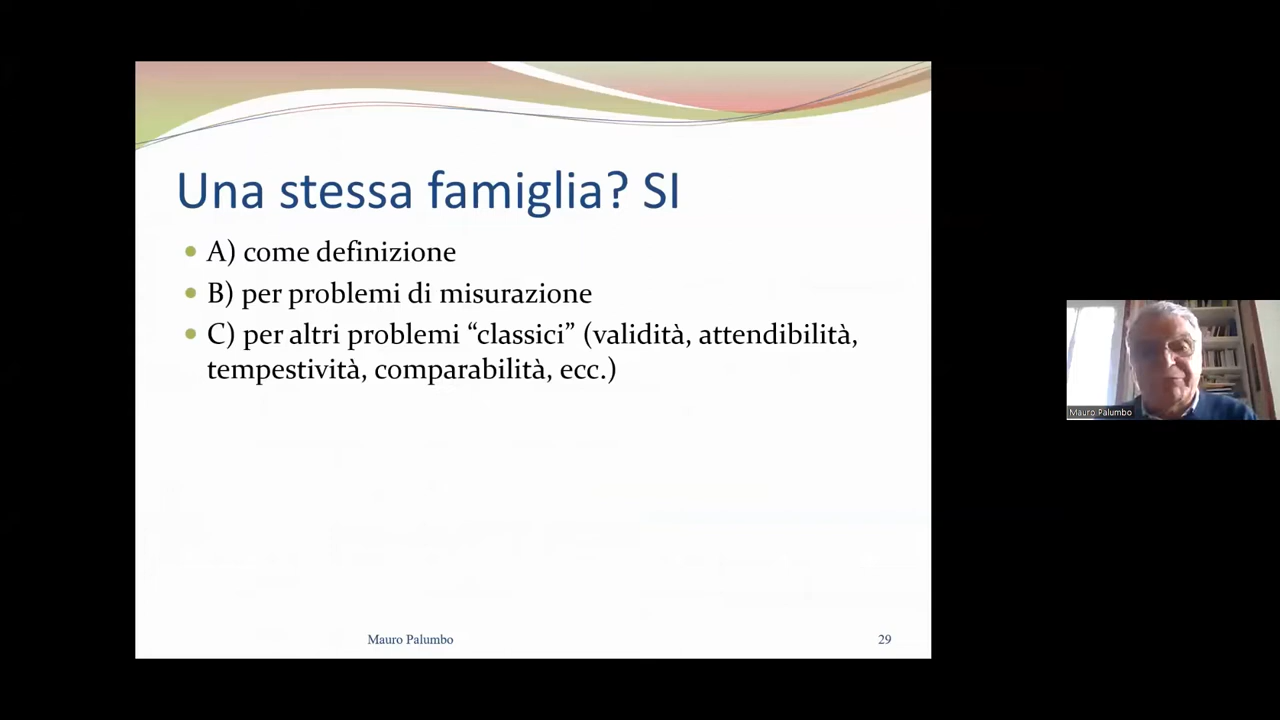 Una stessa famiglia? SI
A) come definizione
B) per problemi di misurazione
C) per altri problemi “classici” (validità, attendibilità,
tempestività, comparabilità, ecc.)
Mauro Palumbo
29
Mauro Palumbo